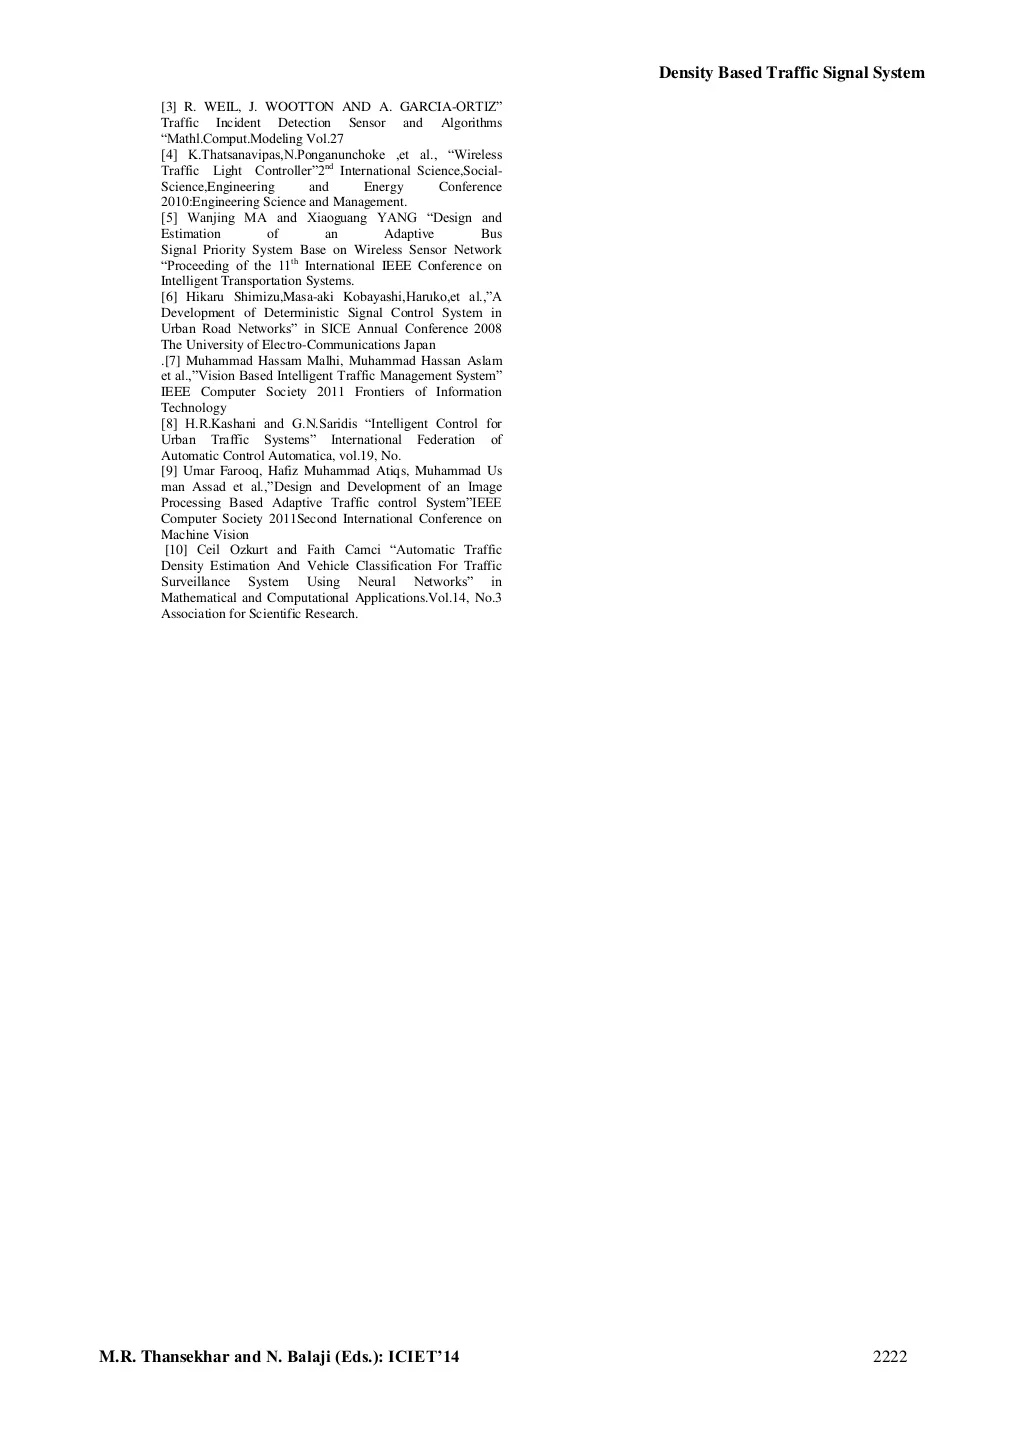 Density Based Traffic Signal System
[3] R. WEIL, J. WOOTTON AND A. GARCIA-ORTIZ”
Traffic Incident Detection Sensor and Algorithms
“Mathl.Comput.Modeling Vol.27
[4] K.Thatsanavipas,N.Ponganunchoke ,et al., “Wireless
Traffic Light Controller”2nd International Science,Social-
Science,Engineering and Energy Conference
2010:Engineering Science and Management.
[5] Wanjing MA and Xiaoguang YANG “Design and
Estimation of an Adaptive Bus
Signal Priority System Base on Wireless Sensor Network
“Proceeding of the 11th International IEEE Conference on
Intelligent Transportation Systems.
[6] Hikaru Shimizu,Masa-aki Kobayashi,Haruko,et al.,”A
Development of Deterministic Signal Control System in
Urban Road Networks” in SICE Annual Conference 2008
The University of Electro-Communications Japan
.[7] Muhammad Hassam Malhi, Muhammad Hassan Aslam
et al.,”Vision Based Intelligent Traffic Management System”
IEEE Computer Society 2011 Frontiers of Information
Technology
[8] H.R.Kashani and G.N.Saridis “Intelligent Control for
Urban Traffic Systems” International Federation of
Automatic Control Automatica, vol.19, No.
[9] Umar Farooq, Hafiz Muhammad Atiqs, Muhammad Us
man Assad et al.,”Design and Development of an Image
Processing Based Adaptive Traffic control System”IEEE
Computer Society 2011Second International Conference on
Machine Vision
[10] Ceil Ozkurt and Faith Camci “Automatic Traffic
Density Estimation And Vehicle Classification For Traffic
Surveillance System Using Neural Networks” in
Mathematical and Computational Applications.Vol.14, No.3
Association for Scientific Research.
M.R. Thansekhar and N. Balaji (Eds.): ICIET’14 2222